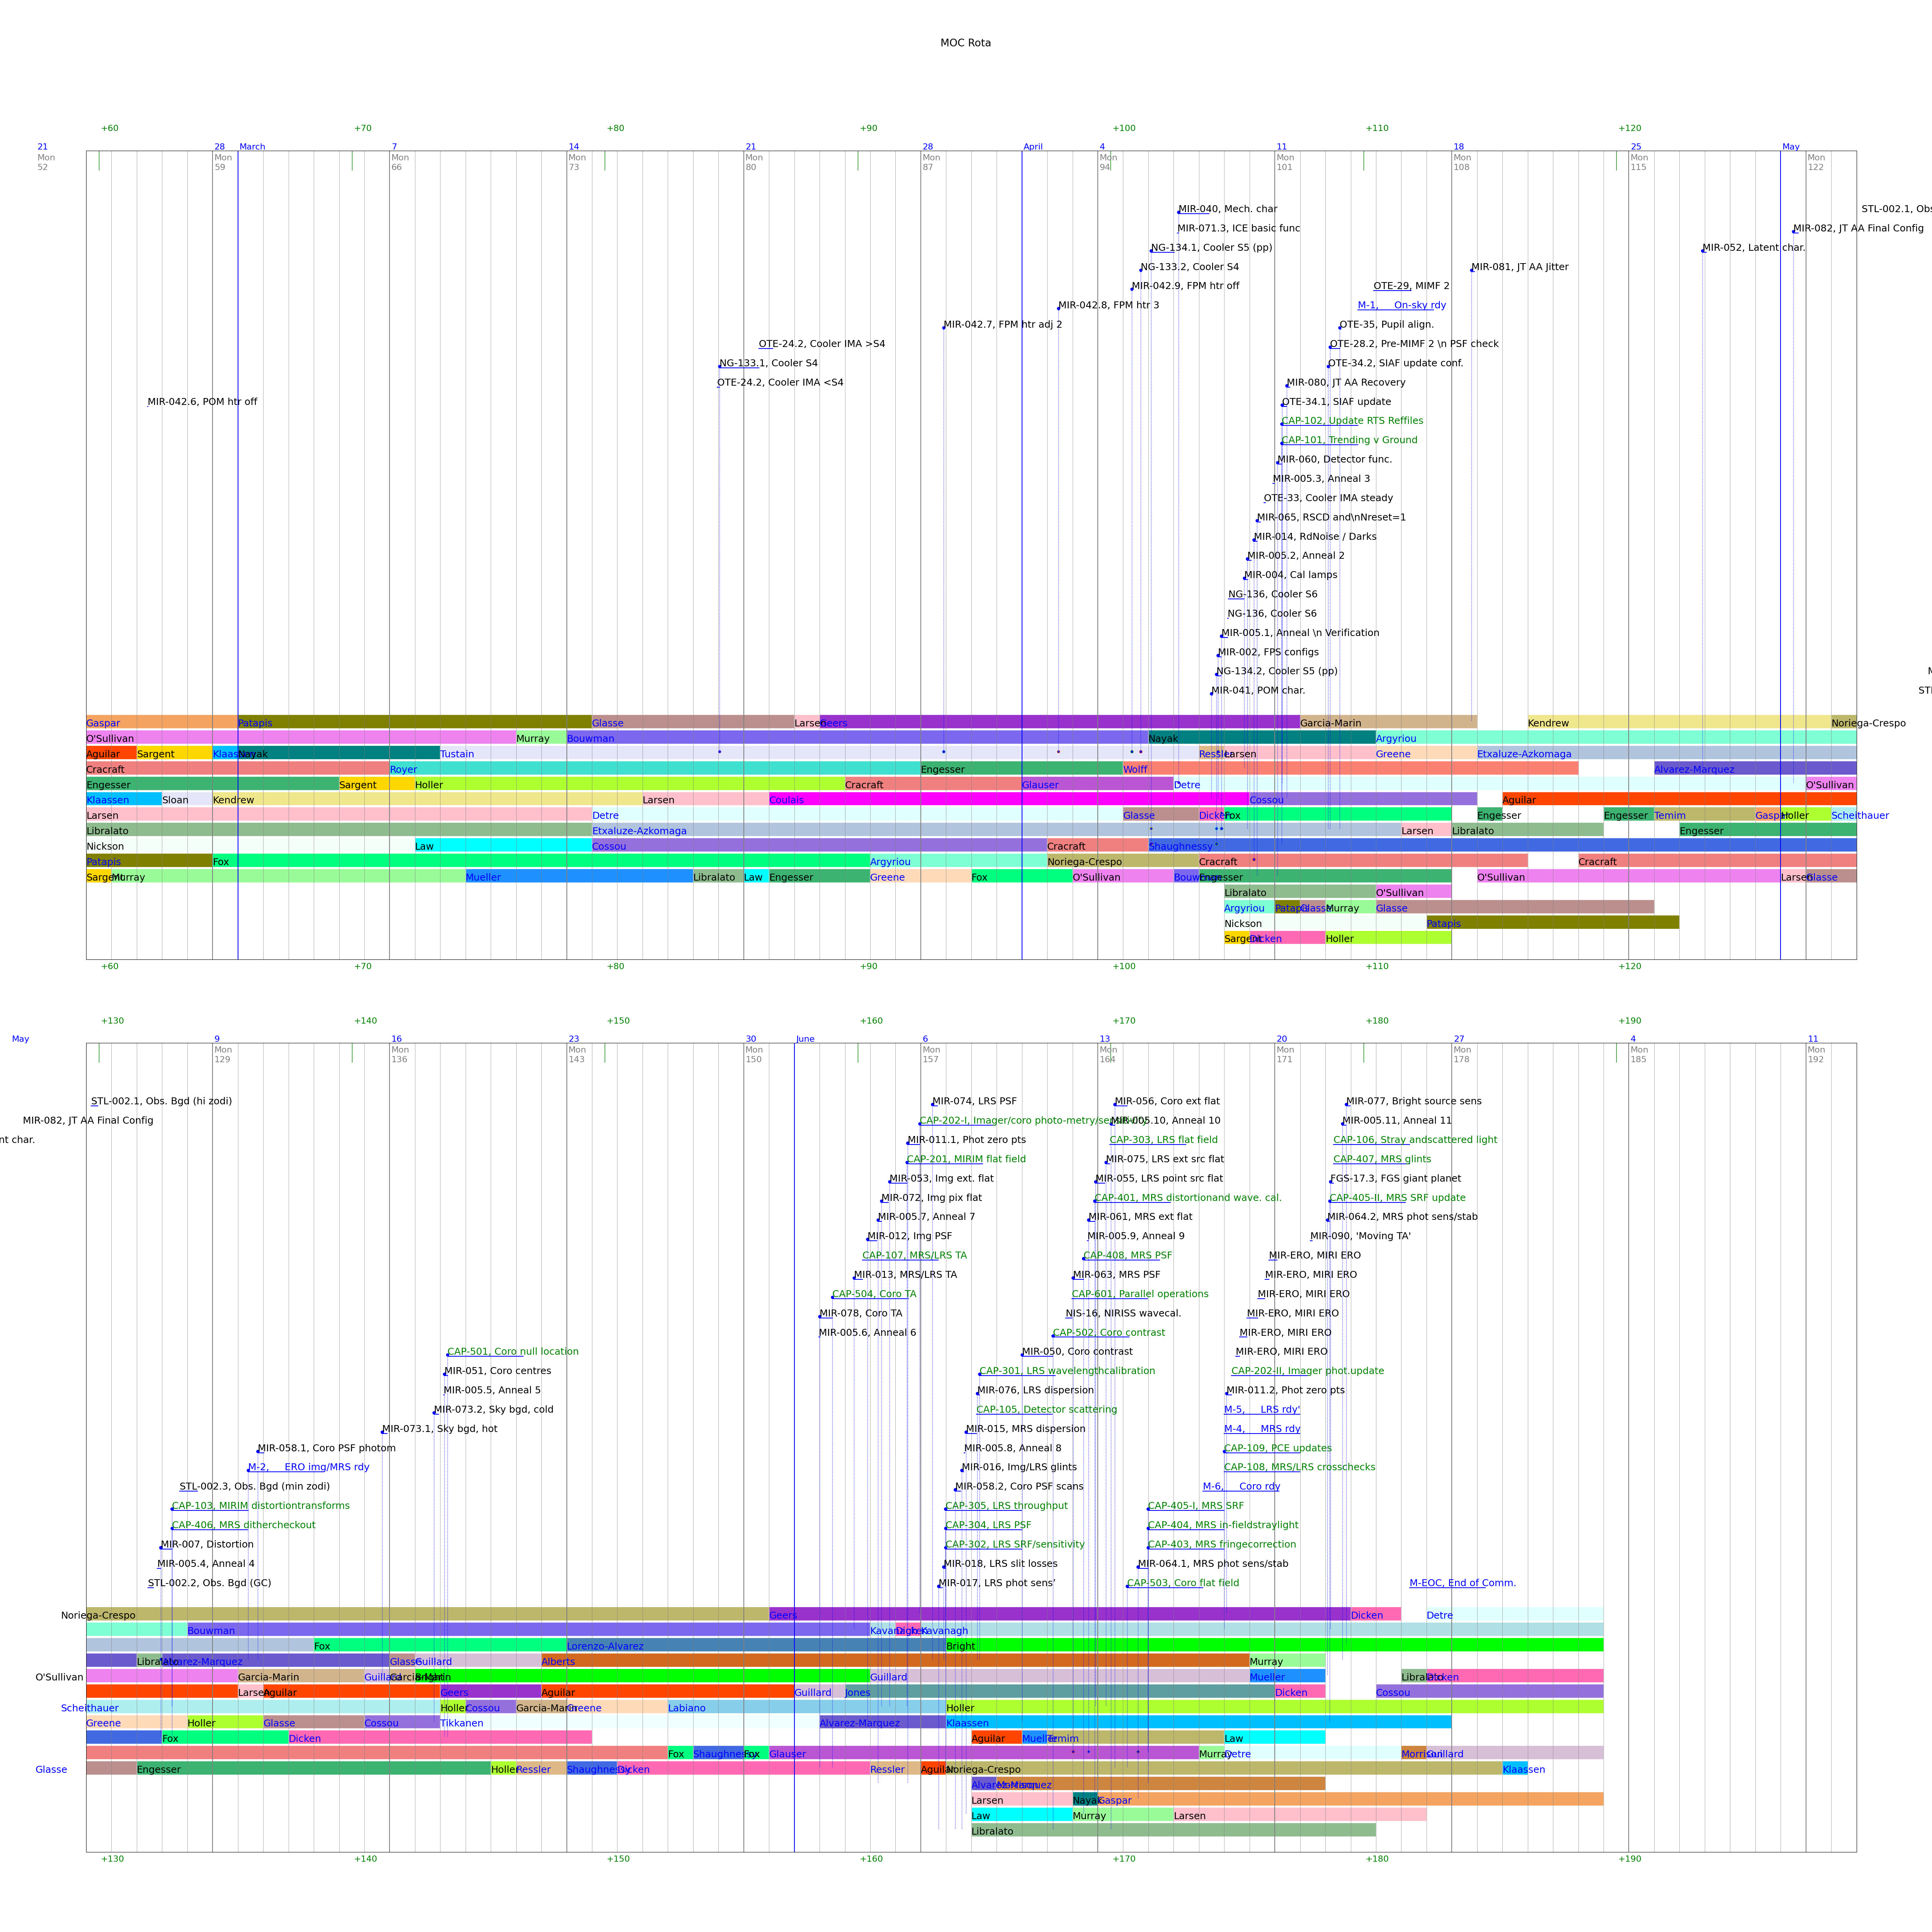 MOC Rota
+60 +70 +80 +90 +100 +110 +120
21 28 March 7 14 21 28 April 4 11 18 25 May
Mon Mon Mon Mon Mon Mon Mon Mon Mon Mon Mon
52 59 66 73 80 87 94 101 108 115 122
MIR-040, Mech. char STL-002.1, Obs
MIR-071.3, ICE basic func MIR-082, JT AA Final Config
NG-134.1, Cooler S5 (pp) MIR-052, Latent char.
NG-133.2, Cooler S4 MIR-081, JT AA Jitter
MIR-042.9, FPM htr off OTE-29, MIMF 2
MIR-042.8, FPM htr 3 M-1, On-sky rdy
MIR-042.7, FPM htr adj 2 OTE-35, Pupil align.
OTE-24.2, Cooler IMA >S4 OTE-28.2, Pre-MIMF 2 \n PSF check
NG-133.1, Cooler S4 OTE-34.2, SIAF update conf.
OTE-24.2, Cooler IMA <S4 MIR-080, JT AA Recovery
MIR-042.6, POM htr off OTE-34.1, SIAF update
CAP-102, Update RTS Reffiles
CAP-101, Trending v Ground
MIR-060, Detector func.
MIR-005.3, Anneal 3
OTE-33, Cooler IMA steady
MIR-065, RSCD and\nNreset=1
MIR-014, RdNoise / Darks
MIR-005.2, Anneal 2
MIR-004, Cal lamps
NG-136, Cooler S6
NG-136, Cooler S6
MIR-005.1, Anneal \n Verification
MIR-002, FPS configs
NG-134.2, Cooler S5 (pp)
MIR-041, POM char. ST
Gaspar Patapis Glasse Larsen Geers Garcia-Marin Kendrew Noriega-Crespo
O'Sullivan Murray Bouwman Nayak Argyriou
Aguilar Sargent Klaassen Nayak Tustain Ressler Larsen Greene Etxaluze-Azkomaga
Cracraft Royer Engesser Wolff Alvarez-Marquez
Engesser Sargent Holler Cracraft Glauser Detre O'Sullivan
Klaassen Sloan Kendrew Larsen Coulais Cossou Aguilar
Larsen Detre Glasse Dicken Fox Engesser Engesser Temim Gaspar Holler Scheithauer
Libralato Etxaluze-Azkomaga Larsen Libralato Engesser
Nickson Law Cossou Cracraft Shaughnessy
Patapis Fox Argyriou Noriega-Crespo Cracraft Cracraft
Sargent Murray Mueller Libralato Law Engesser Greene Fox O'Sullivan Bouwman Engesser O'Sullivan Larsen Glasse
Libralato O'Sullivan
Argyriou Patapis Glasse Murray Glasse
Nickson Patapis
Sargent Dicken Holler
+60 +70 +80 +90 +100 +110 +120
+130 +140 +150 +160 +170 +180 +190
May 9 16 23 30 June 6 13 20 27 4 11
Mon Mon Mon Mon Mon Mon Mon Mon Mon Mon
129 136 143 150 157 164 171 178 185 192
STL-002.1, Obs. Bgd (hi zodi) MIR-074, LRS PSF MIR-056, Coro ext flat MIR-077, Bright source sens
MIR-082, JT AA Final Config CAP-202-I, Imager/coro photo-metry/sensitivity MIR-005.10, Anneal 10 MIR-005.11, Anneal 11
nt char. MIR-011.1, Phot zero pts CAP-303, LRS flat field CAP-106, Stray andscattered light
CAP-201, MIRIM flat field MIR-075, LRS ext src flat CAP-407, MRS glints
MIR-053, Img ext. flat MIR-055, LRS point src flat FGS-17.3, FGS giant planet
MIR-072, Img pix flat CAP-401, MRS distortionand wave. cal. CAP-405-II, MRS SRF update
MIR-005.7, Anneal 7 MIR-061, MRS ext flat MIR-064.2, MRS phot sens/stab
MIR-012, Img PSF MIR-005.9, Anneal 9 MIR-090, 'Moving TA'
CAP-107, MRS/LRS TA CAP-408, MRS PSF MIR-ERO, MIRI ERO
MIR-013, MRS/LRS TA MIR-063, MRS PSF MIR-ERO, MIRI ERO
CAP-504, Coro TA CAP-601, Parallel operations MIR-ERO, MIRI ERO
MIR-078, Coro TA NIS-16, NIRISS wavecal. MIR-ERO, MIRI ERO
MIR-005.6, Anneal 6 CAP-502, Coro contrast MIR-ERO, MIRI ERO
CAP-501, Coro null location MIR-050, Coro contrast MIR-ERO, MIRI ERO
MIR-051, Coro centres CAP-301, LRS wavelengthcalibration CAP-202-II, Imager phot.update
MIR-005.5, Anneal 5 MIR-076, LRS dispersion MIR-011.2, Phot zero pts
MIR-073.2, Sky bgd, cold CAP-105, Detector scattering M-5, LRS rdy'
MIR-073.1, Sky bgd, hot MIR-015, MRS dispersion M-4, MRS rdy
MIR-058.1, Coro PSF photom MIR-005.8, Anneal 8 CAP-109, PCE updates
M-2, ERO img/MRS rdy MIR-016, Img/LRS glints CAP-108, MRS/LRS crosschecks
STL-002.3, Obs. Bgd (min zodi) MIR-058.2, Coro PSF scans M-6, Coro rdy
CAP-103, MIRIM distortiontransforms CAP-305, LRS throughput CAP-405-I, MRS SRF
CAP-406, MRS dithercheckout CAP-304, LRS PSF CAP-404, MRS in-fieldstraylight
MIR-007, Distortion CAP-302, LRS SRF/sensitivity CAP-403, MRS fringecorrection
MIR-005.4, Anneal 4 MIR-018, LRS slit losses MIR-064.1, MRS phot sens/stab
STL-002.2, Obs. Bgd (GC) MIR-017, LRS phot sens' CAP-503, Coro flat field M-EOC, End of Comm.
Noriega-Crespo Geers Dicken Detre
Bouwman Kavanagh Dicken Kavanagh
Fox Lorenzo-Alvarez Bright
Libralato Alvarez-Marquez Glasse Guillard Alberts Murray
O'Sullivan Garcia-Marin Guillard Garcia-Marin Bright Guillard Mueller Libralato Dicken
Larsen Aguilar Geers Aguilar Guillard Jones Dicken Cossou
Scheithauer Holler Cossou Garcia-Marin Greene Labiano Holler
Greene Holler Glasse Cossou Tikkanen Alvarez-Marquez Klaassen
Fox Dicken Aguilar Mueller Temim Law
Fox Shaughnessy Fox Glauser Murray Detre Morrison Guillard
Glasse Engesser Holler Ressler Shaughnessy Dicken Ressler Aguilar Noriega-Crespo Klaassen
Alvarez-Marquez Morrison
Larsen Nayak Gaspar
Law Murray Larsen
Libralato
+130 +140 +150 +160 +170 +180 +190